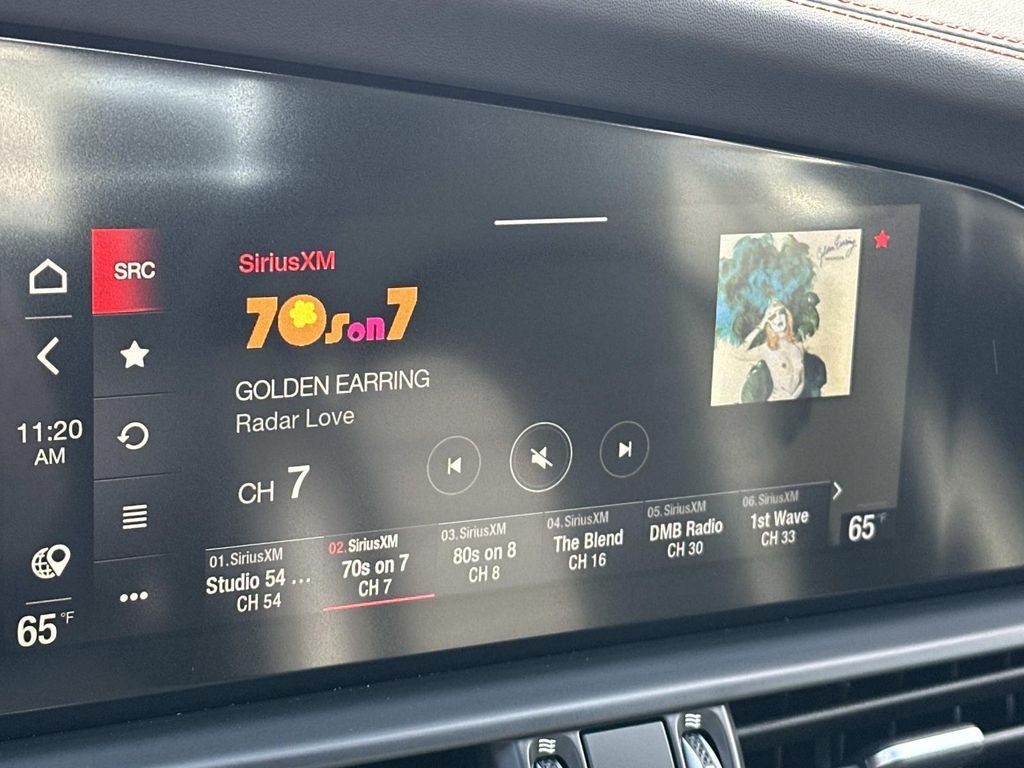 SRC
SiriusXM
70s on 7
GOLDEN EARRING
Radar Love
CH 7
Golden Earring
11:20
AM
65 °F
01. SiriusXM
Studio 54 ...
CH 54
02. SiriusXM
70s on 7
CH 7
03. SiriusXM
80s on 8
CH 8
04. SiriusXM
The Blend
CH 16
05. SiriusXM
DMB Radio
CH 30
06. SiriusXM
1st Wave
CH 33
65 °F